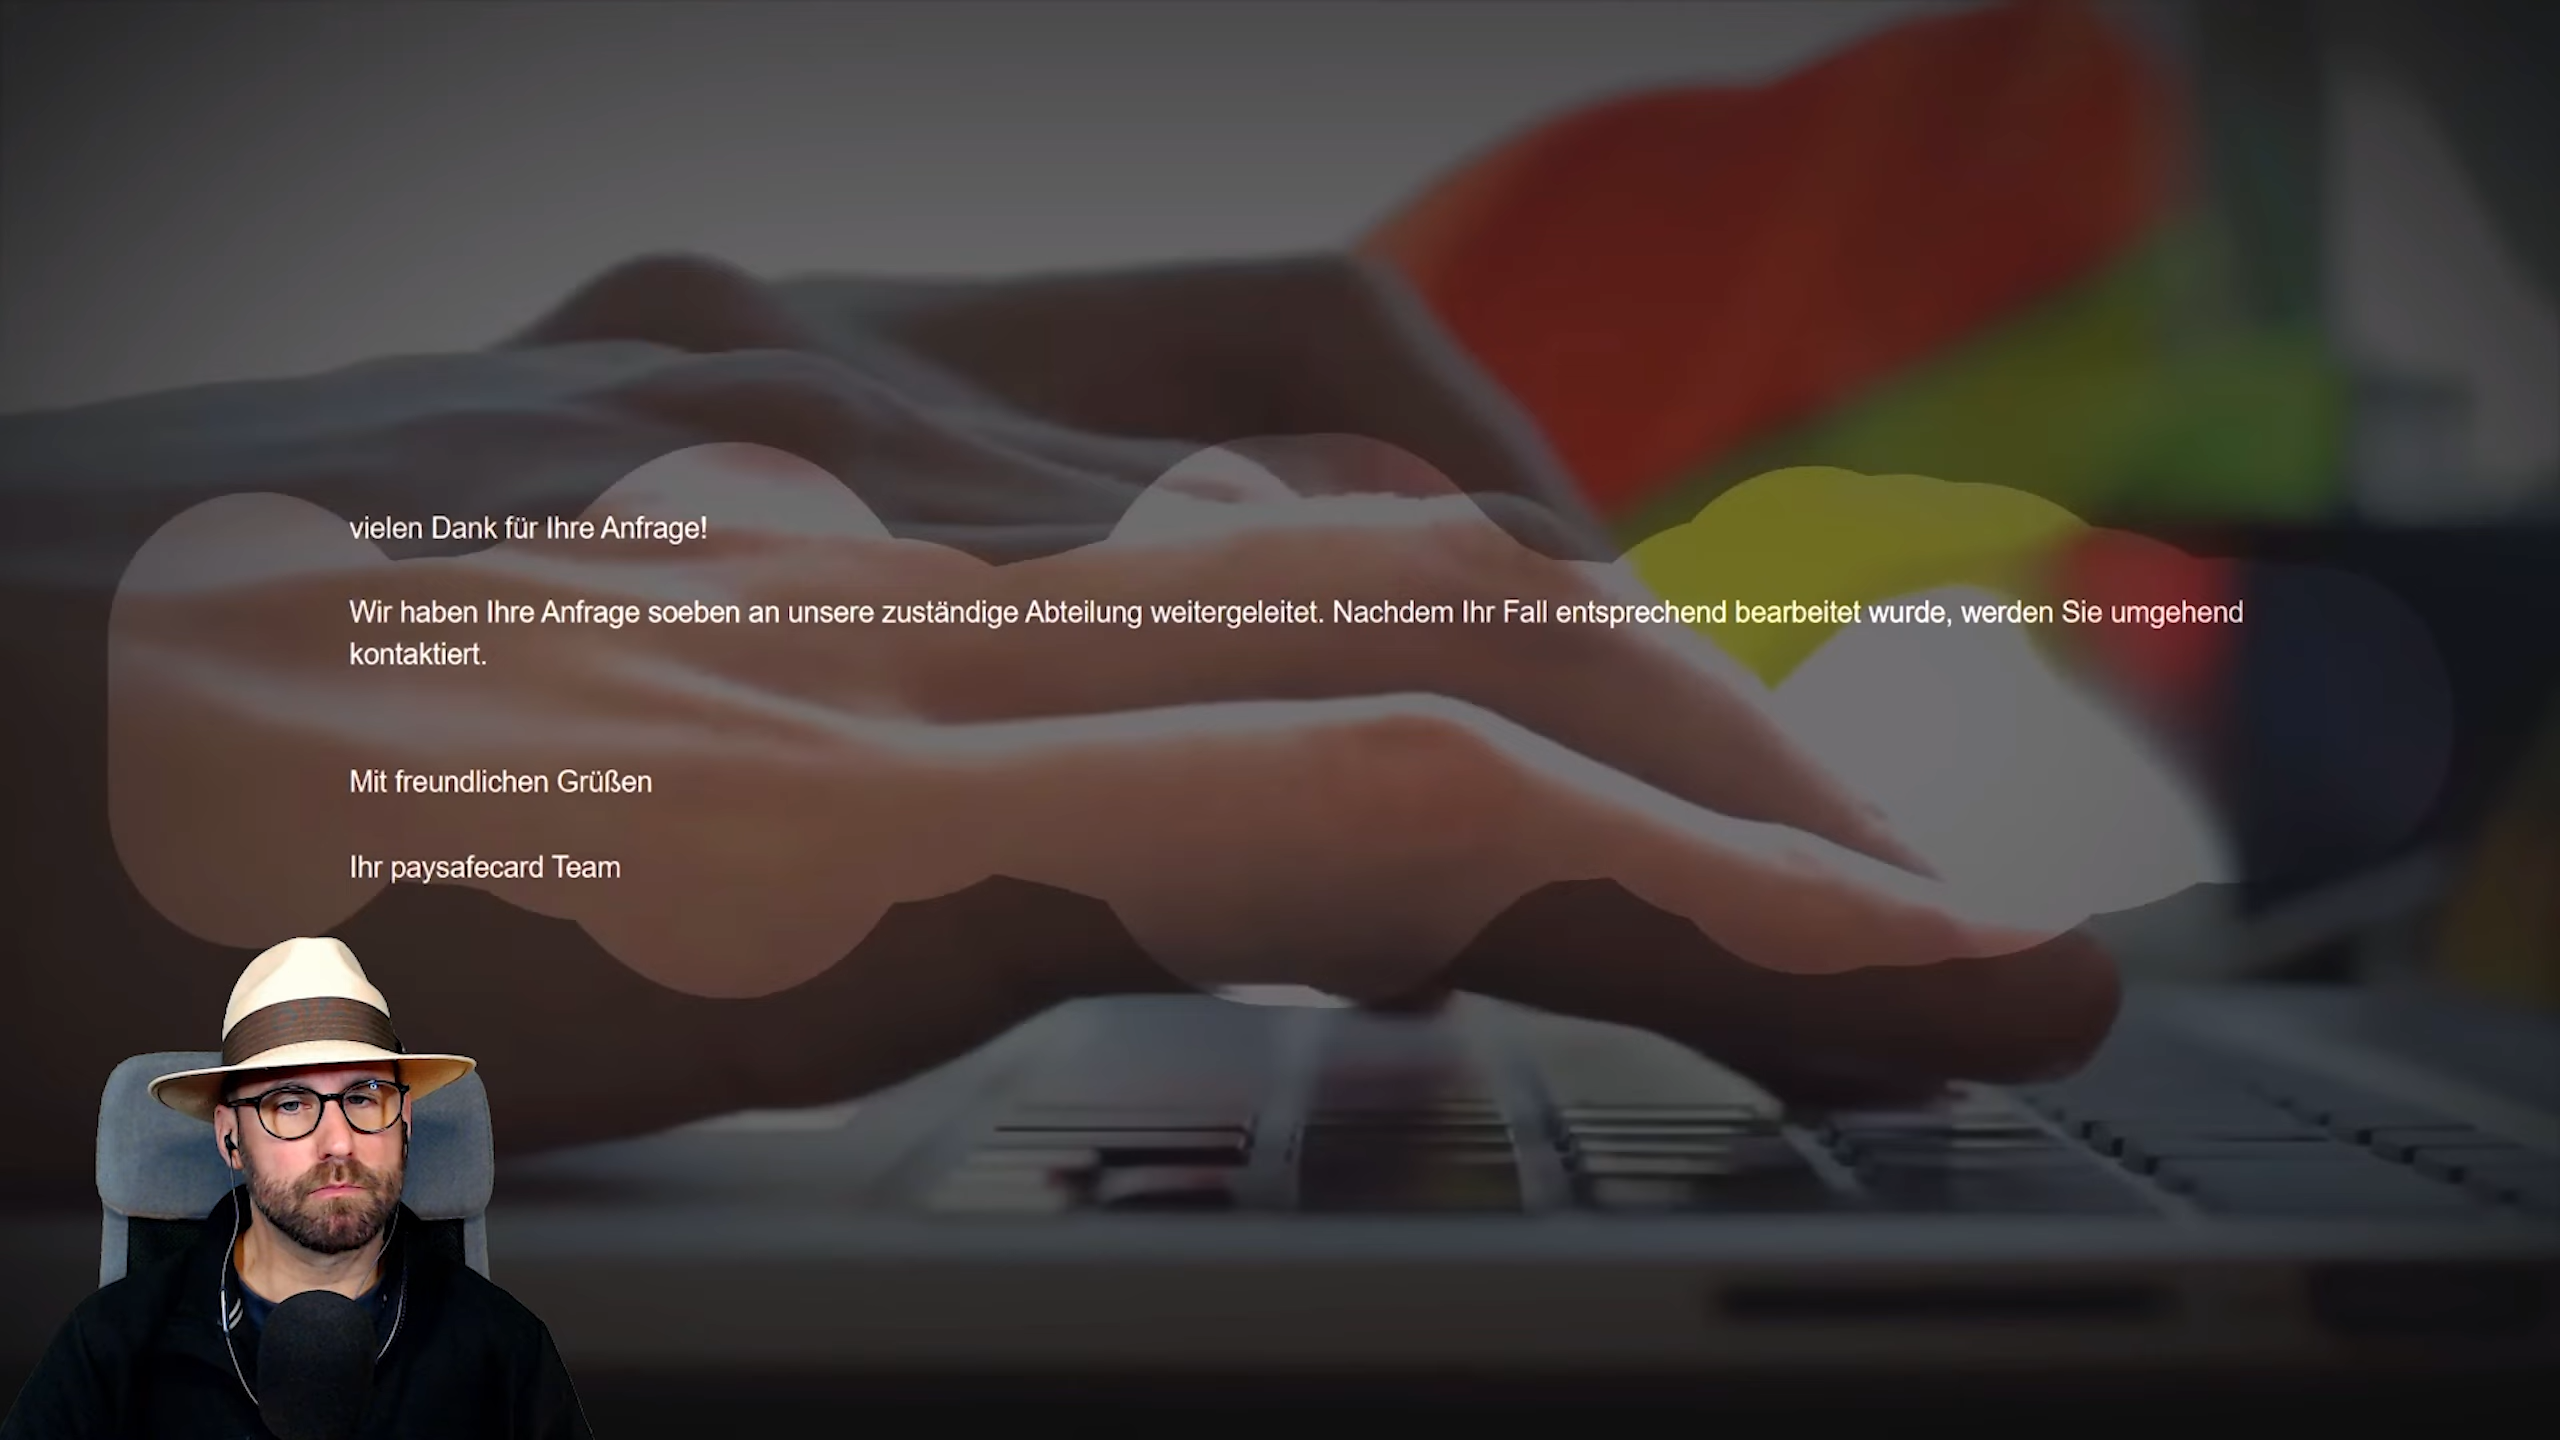 vielen Dank für Ihre Anfrage!
Wir haben Ihre Anfrage soeben an unsere zuständige Abteilung weitergeleitet. Nachdem Ihr Fall entsprechend bearbeitet wurde, werden Sie umgehend
kontaktiert.
Mit freundlichen Grüßen
Ihr paysafecard Team